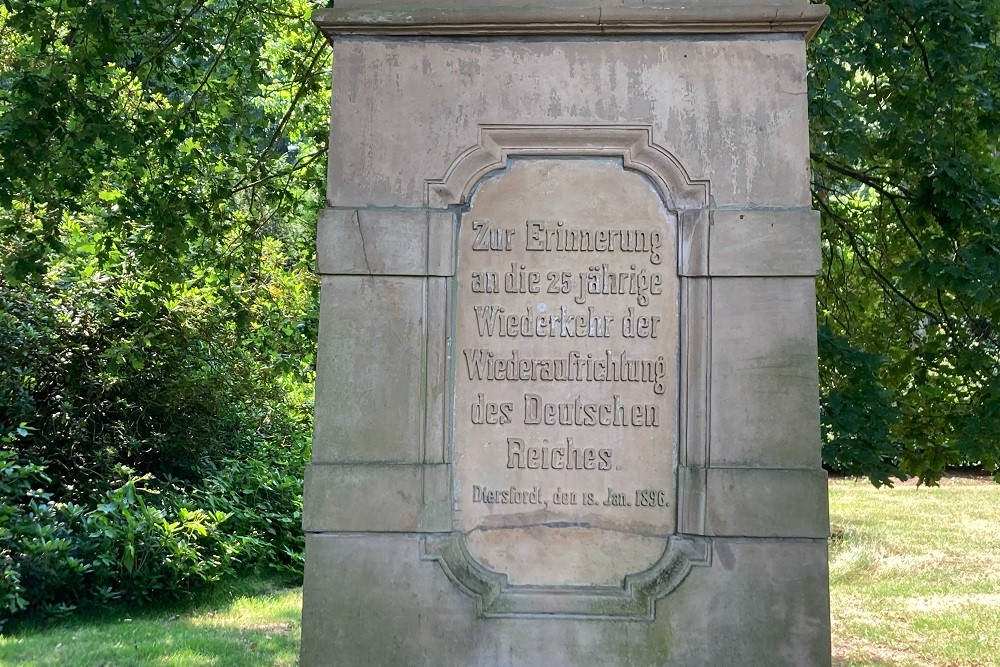 Zur Erinnerung
an die 25 jährige
Wiederkehr der
Wiederaufrichtung
des Deutschen
Reiches.
Diersfordt, den 18. Jan. 1896.